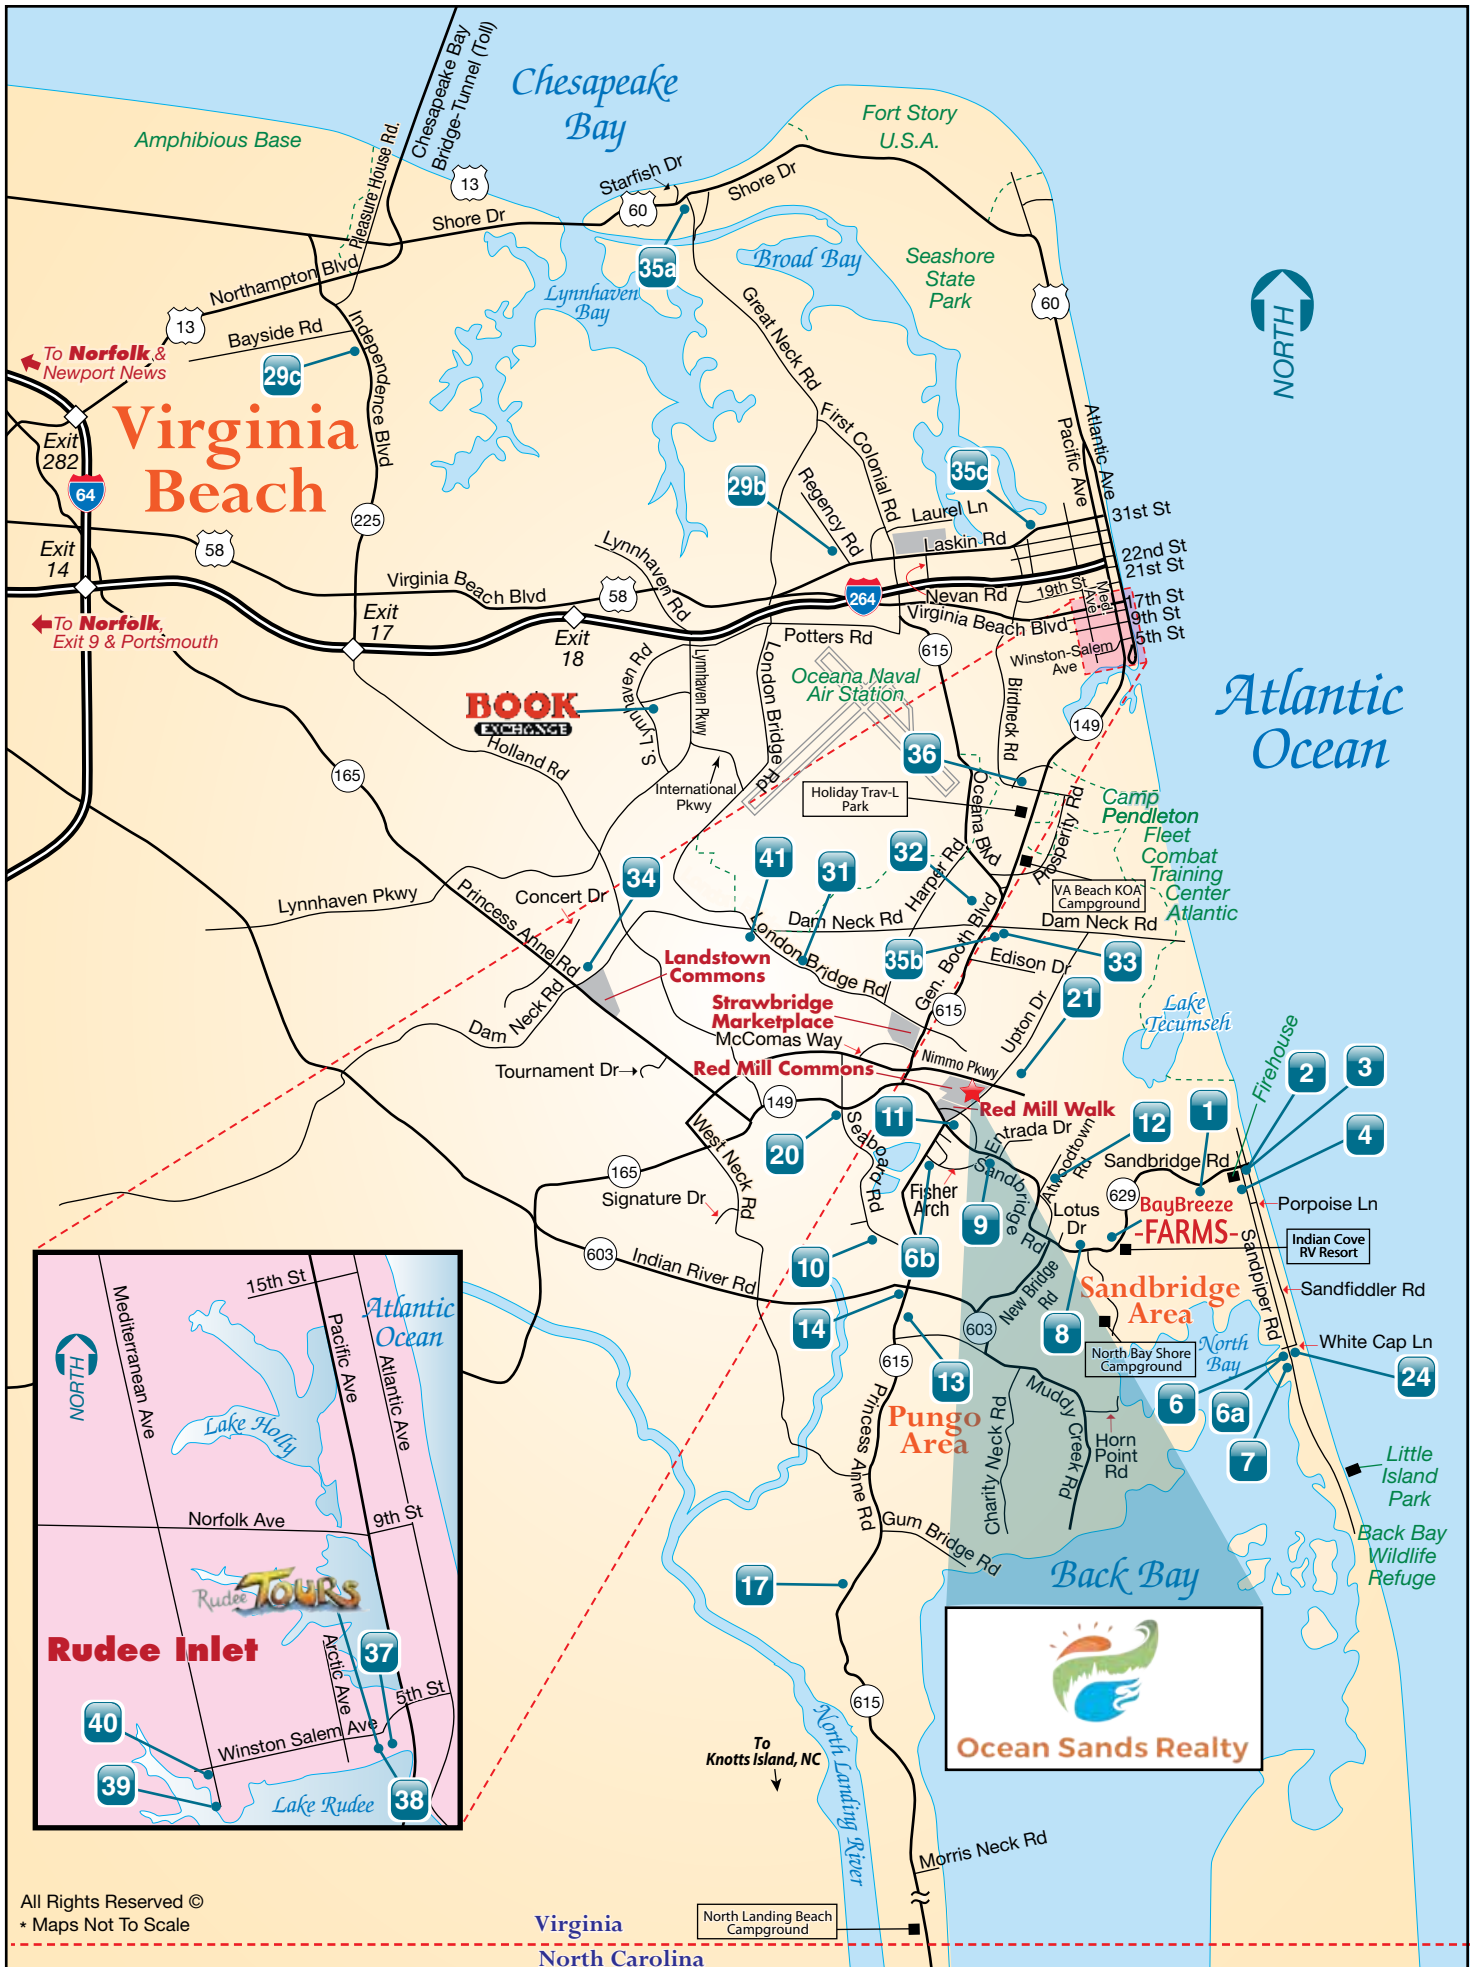 Chesapeake Bay
Bridge-Tunnel (Toll)
Chesapeake
Bay
Fort Story
U.S.A.
Amphibious Base
Pleasure House Rd.
13
Starfish Dr
60
Shore Dr
Shore Dr
35a
Broad Bay
Seashore
State
Park
Northampton Blvd
Lynnhaven
Bay
13
Bayside Rd
29c
Independence Blvd
Great Neck Rd
60
NORTH
To Norfolk &
Newport News
Virginia
Beach
Exit
282
64
First Colonial Rd
Atlantic Ave
Pacific Ave
35c
29b
Regency Rd
Laurel Ln
Laskin Rd
31st St
225
58
Exit
14
Lynnhaven Rd
22nd St
21st St
Virginia Beach Blvd
58
264
Nevan Rd
19th St
Med
Ave
17th St
9th St
5th St
Virginia Beach Blvd
To Norfolk,
Exit 9 & Portsmouth
Exit
17
Exit
18
Potters Rd
615
Winston-Salem
Ave
Oceana Naval
Air Station
Birdneck Rd
Lynnhaven Pkwy
London Bridge Rd
S. Lynnhaven Rd
BOOK
EXCHANGE
Atlantic
Ocean
149
Holland Rd
165
36
International
Pkwy
Holiday Trav-L
Park
Oceana Blvd
Prosperity Rd
Camp
Pendleton
Fleet
Combat
Training
Center
Atlantic
41
31
32
34
Harper Rd
VA Beach KOA
Campground
Lynnhaven Pkwy
Princess Anne Rd
Concert Dr
Dam Neck Rd
Dam Neck Rd
London Bridge Rd
Gen. Booth Blvd
35b
Edison Dr
33
Landstown
Commons
21
Dam Neck Rd
Strawbridge
Marketplace
615
Upton Dr
Lake
Tecumseh
McComas Way
Nimmo Pkwy
Tournament Dr
Red Mill Commons
Firehouse
2
3
149
11
Red Mill Walk
12
1
4
20
Seaboard Rd
Entrada Dr
Atwoodtown
Rd
West Neck Rd
165
Signature Dr
Fisher
Arch
Sandbridge Rd
Sandbridge Rd
629
Porpoise Ln
Lotus
Dr
BayBreeze
-FARMS-
9
Indian Cove
RV Resort
603
Indian River Rd
10
6b
New Bridge
Rd
Sandbridge
Area
Sandpiper Rd
Sandfiddler Rd
14
603
8
North
Bay
White Cap Ln
North Bay Shore
Campground
615
13
6
6a
24
7
Pungo
Area
Princess Anne Rd
Charity Neck Rd
Muddy Creek Rd
Horn
Point
Rd
Little
Island
Park
Gum Bridge Rd
Back Bay
Back Bay
Wildlife
Refuge
17
615
Ocean Sands Realty
To
Knotts Island, NC
North Landing River
Morris Neck Rd
North Landing Beach
Campground
15th St
Mediterranean Ave
Pacific Ave
Atlantic
Ocean
Atlantic Ave
NORTH
Lake Holly
Norfolk Ave
9th St
Rudee TOURS
Rudee Inlet
Arctic Ave
37
5th St
40
Winston Salem Ave
39
Lake Rudee
38
All Rights Reserved ©
* Maps Not To Scale
Virginia
North Carolina